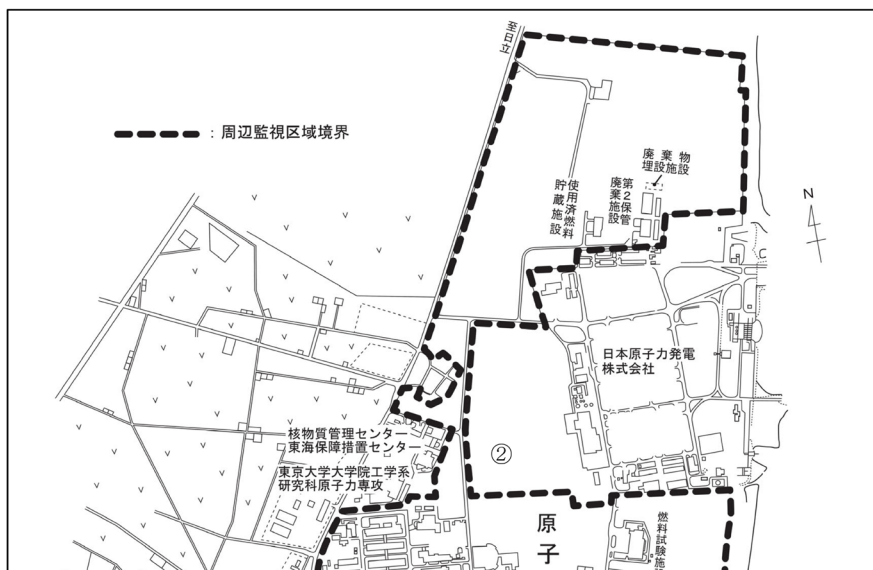 至日立
：周辺監視区域境界
廃棄物
埋設施設
第２保管
廃棄施設
使用済燃料
貯蔵施設
N
日本原子力発電
株式会社
核物質管理センター
東海保障措置センター
東京大学大学院工学系
研究科原子力専攻
②
原子
燃料試験施